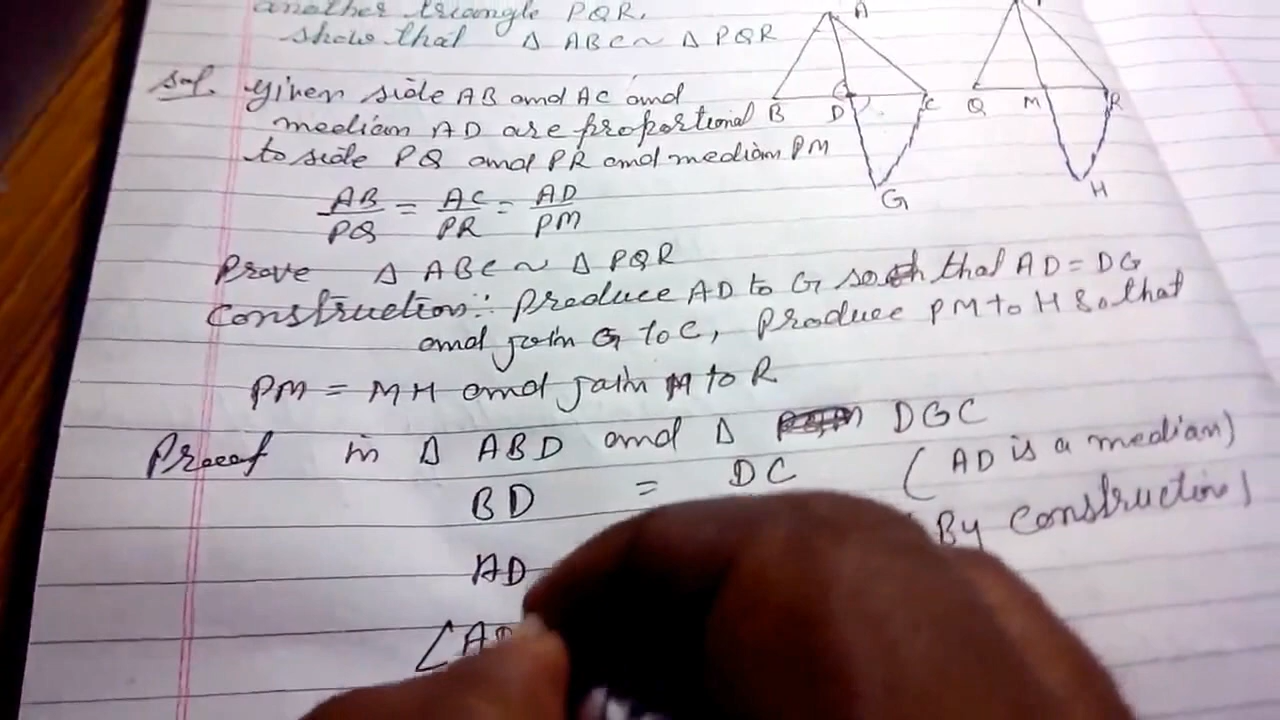 another triangle PQR.
show that Δ ABC ~ Δ PQR
Sol. given side AB and AC and
median AD are proportional
to side PQ and PR and median PM
AB/PQ = AC/PR = AD/PM
Prove Δ ABC ~ Δ PQR
Construction:: Produce AD to G such that AD = DG
and join G to C, Produce PM to H so that
PM = MH and join M to R
Proof in Δ ABD and Δ DGC
BD = DC (AD is a median)
AD (By Construction)
∠AD
A
B
D
C
G
Q
M
R
H